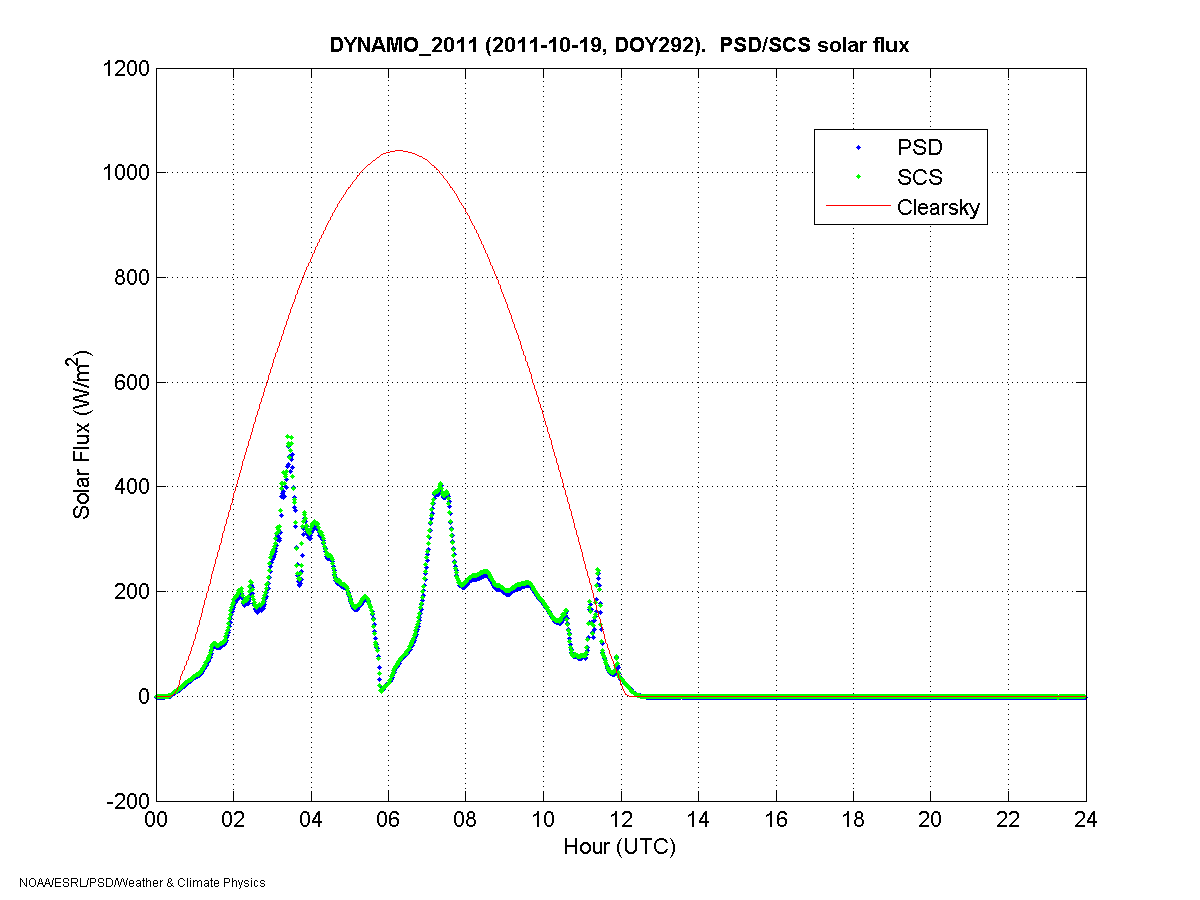 DYNAMO_2011 (2011-10-19, DOY292).  PSD/SCS solar flux
1200
1000
800
600
400
200
0
-200
Solar Flux (W/m²)
PSD
SCS
Clearsky
00 02 04 06 08 10 12 14 16 18 20 22 24
Hour (UTC)
NOAA/ESRL/PSD/Weather & Climate Physics